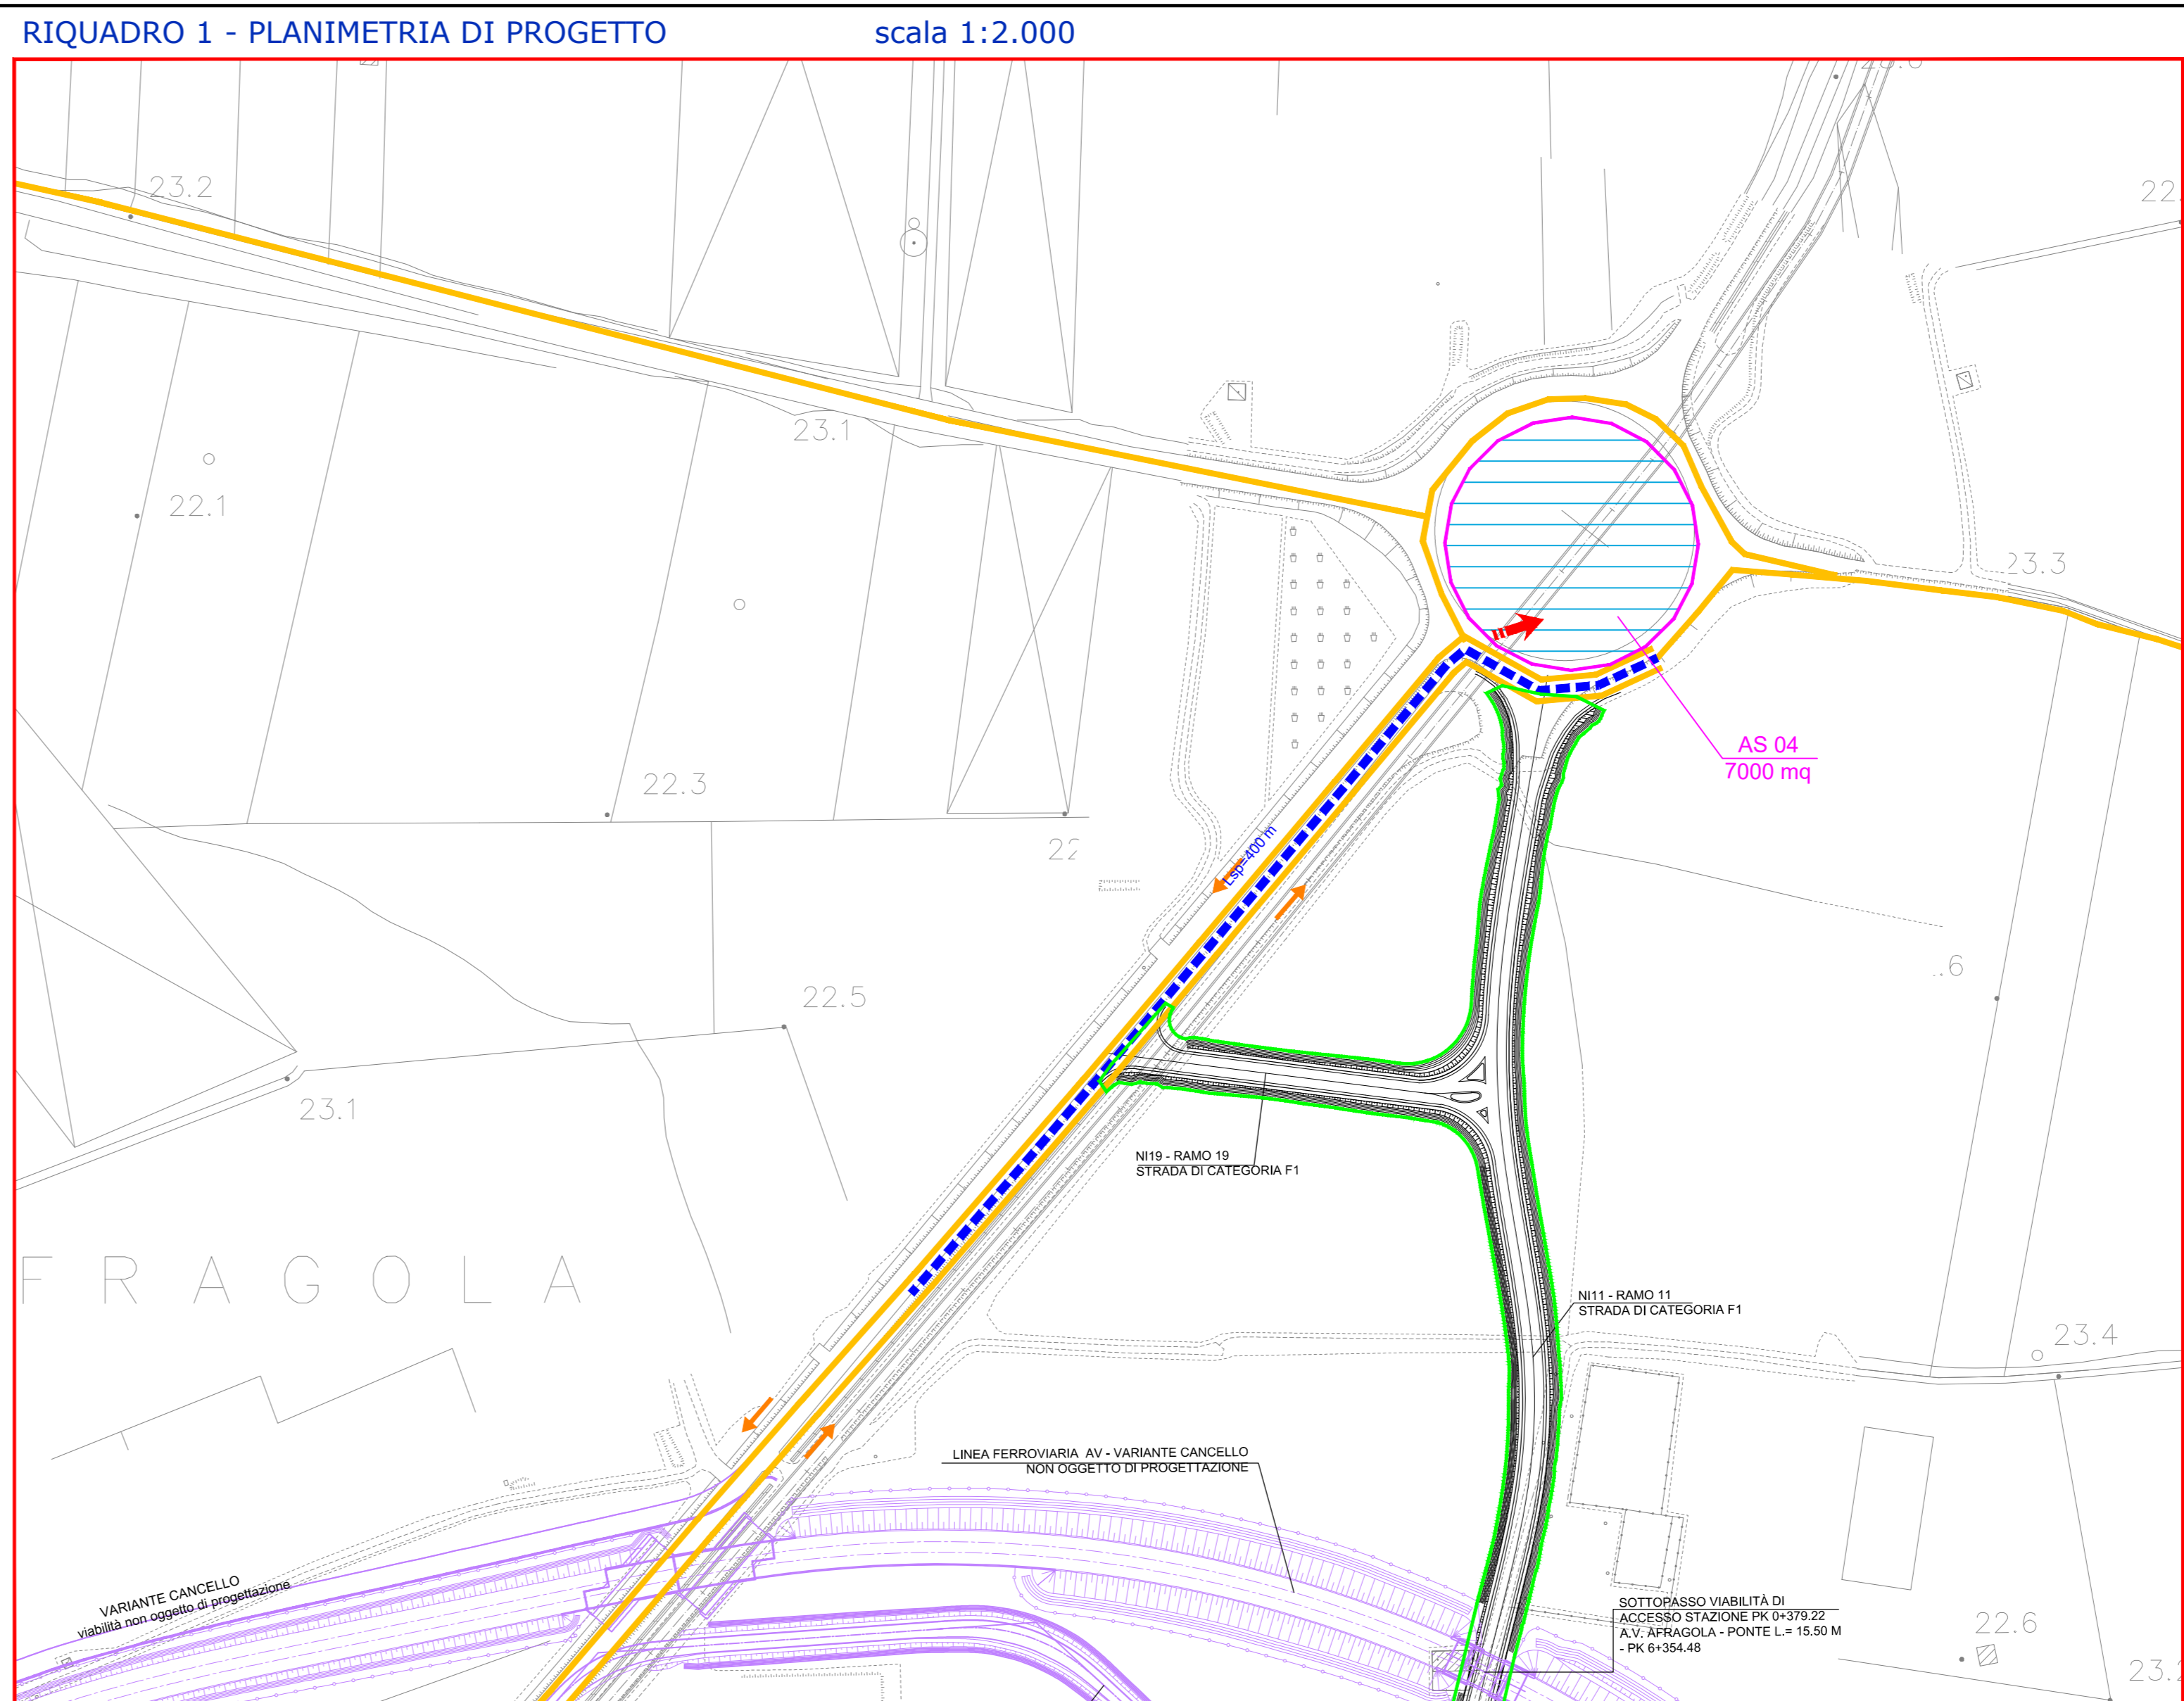 RIQUADRO 1 - PLANIMETRIA DI PROGETTO scala 1:2.000
23.2
23.1
22.1
23.3
AS 04
7000 mq
22.3
Lsp=400 m
22.5
.6
23.1
NI19 - RAMO 19
STRADA DI CATEGORIA F1
FRAGOLA
NI11 - RAMO 11
STRADA DI CATEGORIA F1
23.4
LINEA FERROVIARIA AV - VARIANTE CANCELLO
NON OGGETTO DI PROGETTAZIONE
VARIANTE CANCELLO
viabilità non oggetto di progettazione
SOTTOPASSO VIABILITÀ DI
ACCESSO STAZIONE PK 0+379.22
A.V. AFRAGOLA - PONTE L.= 15.50 M
- PK 6+354.48
22.6